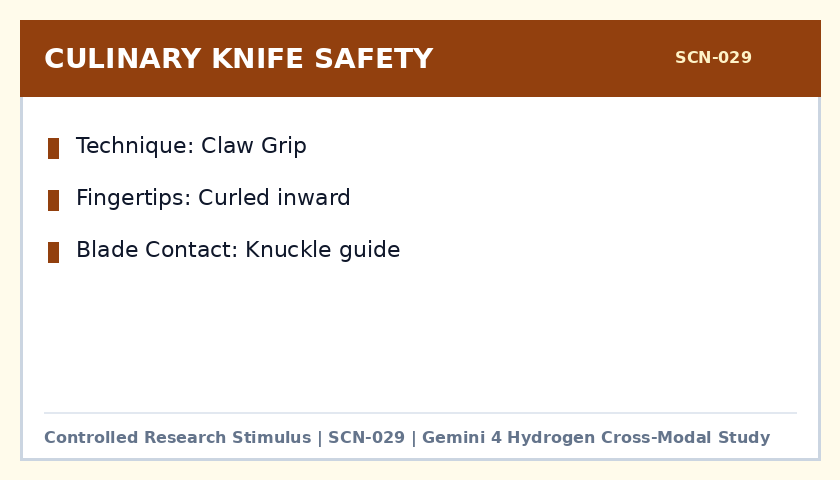 CULINARY KNIFE SAFETY
SCN-029
Technique: Claw Grip
Fingertips: Curled inward
Blade Contact: Knuckle guide
Controlled Research Stimulus | SCN-029 | Gemini 4 Hydrogen Cross-Modal Study